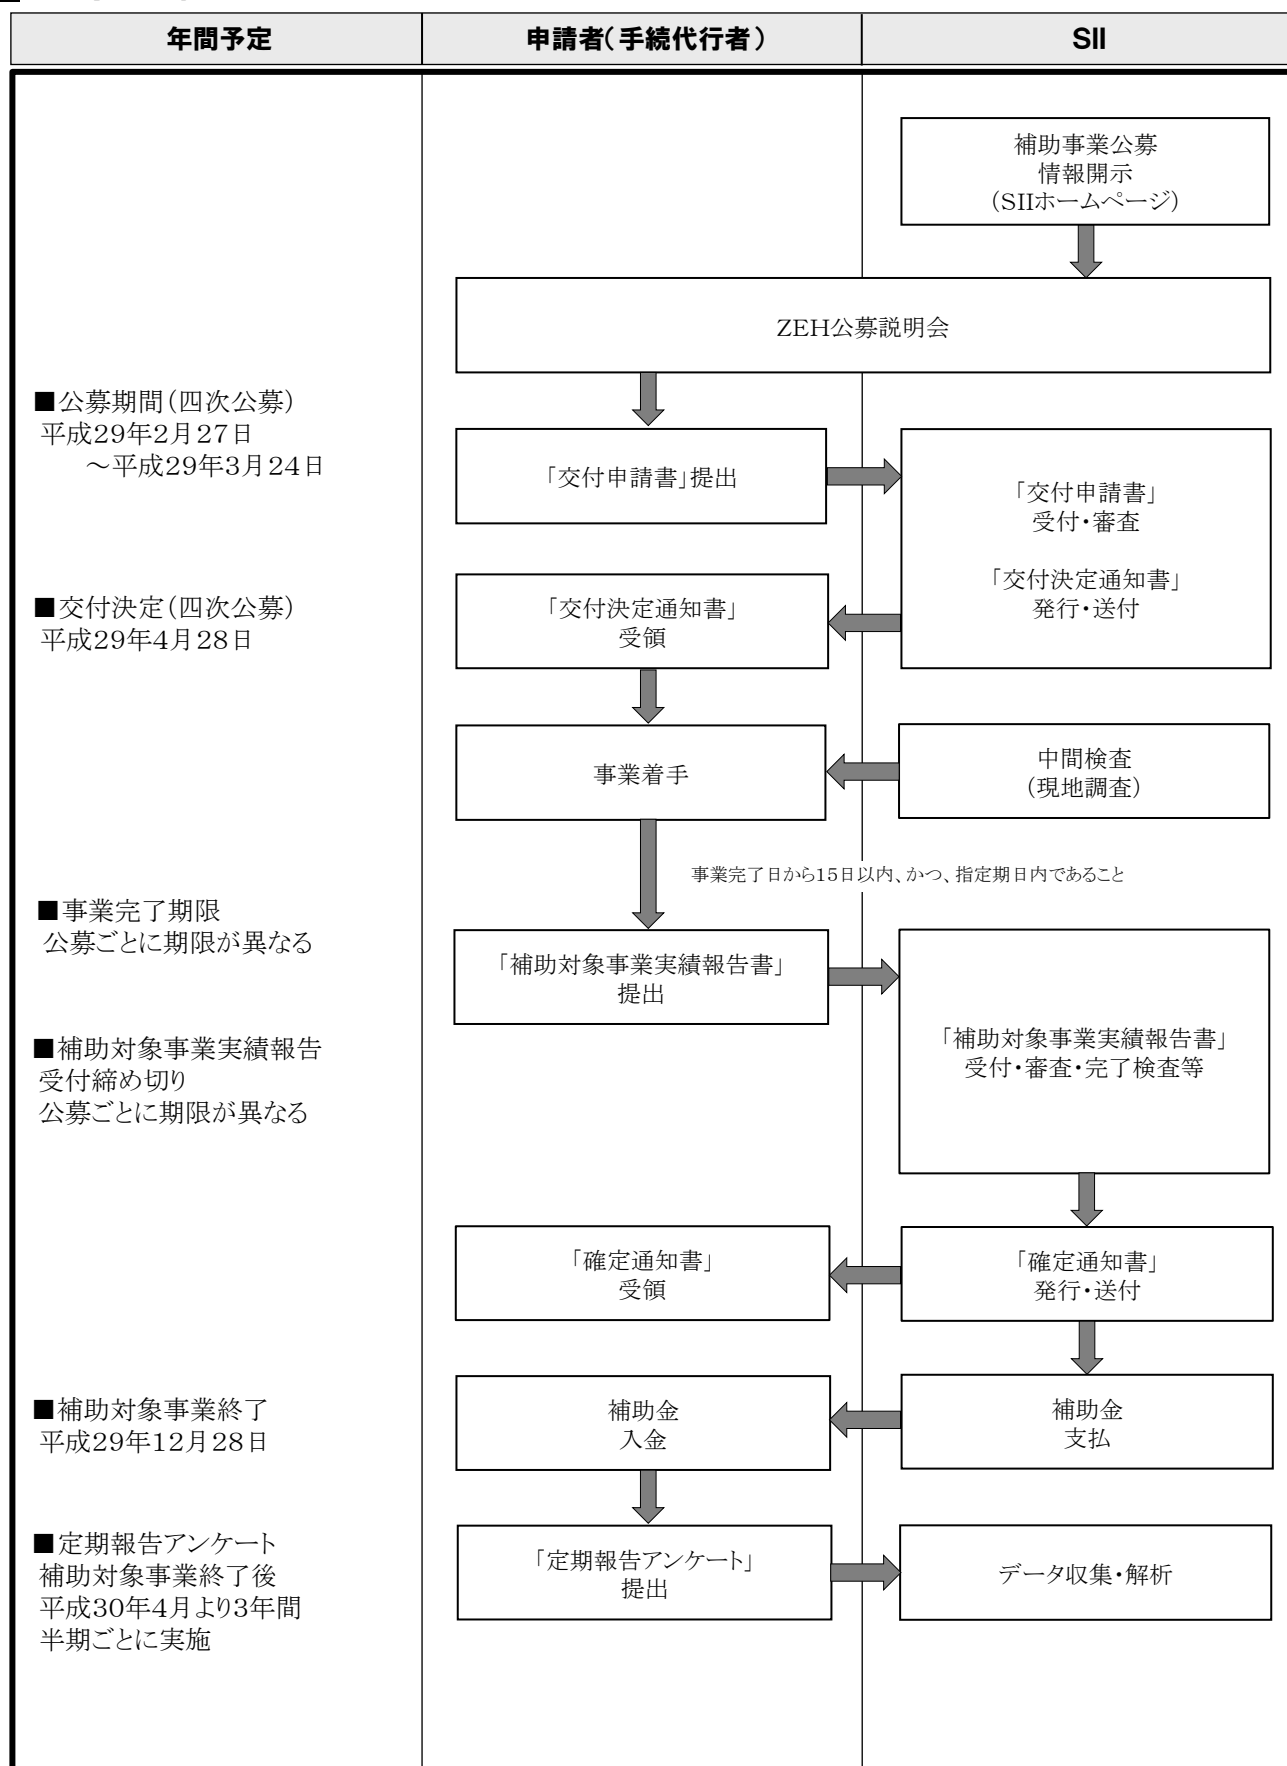 年間予定
申請者(手続代行者)
SII
補助事業公募
情報開示
(SIIホームページ)
ZEH公募説明会
■公募期間(四次公募)
平成29年2月27日
～平成29年3月24日
「交付申請書」提出
「交付申請書」
受付・審査
「交付決定通知書」
発行・送付
■交付決定(四次公募)
平成29年4月28日
「交付決定通知書」
受領
事業着手
中間検査
(現地調査)
事業完了日から15日以内、かつ、指定期日内であること
■事業完了期限
公募ごとに期限が異なる
「補助対象事業実績報告書」
提出
■補助対象事業実績報告
受付締め切り
公募ごとに期限が異なる
「補助対象事業実績報告書」
受付・審査・完了検査等
「確定通知書」
受領
「確定通知書」
発行・送付
■補助対象事業終了
平成29年12月28日
補助金
入金
補助金
支払
■定期報告アンケート
補助対象事業終了後
平成30年4月より3年間
半期ごとに実施
「定期報告アンケート」
提出
データ収集・解析